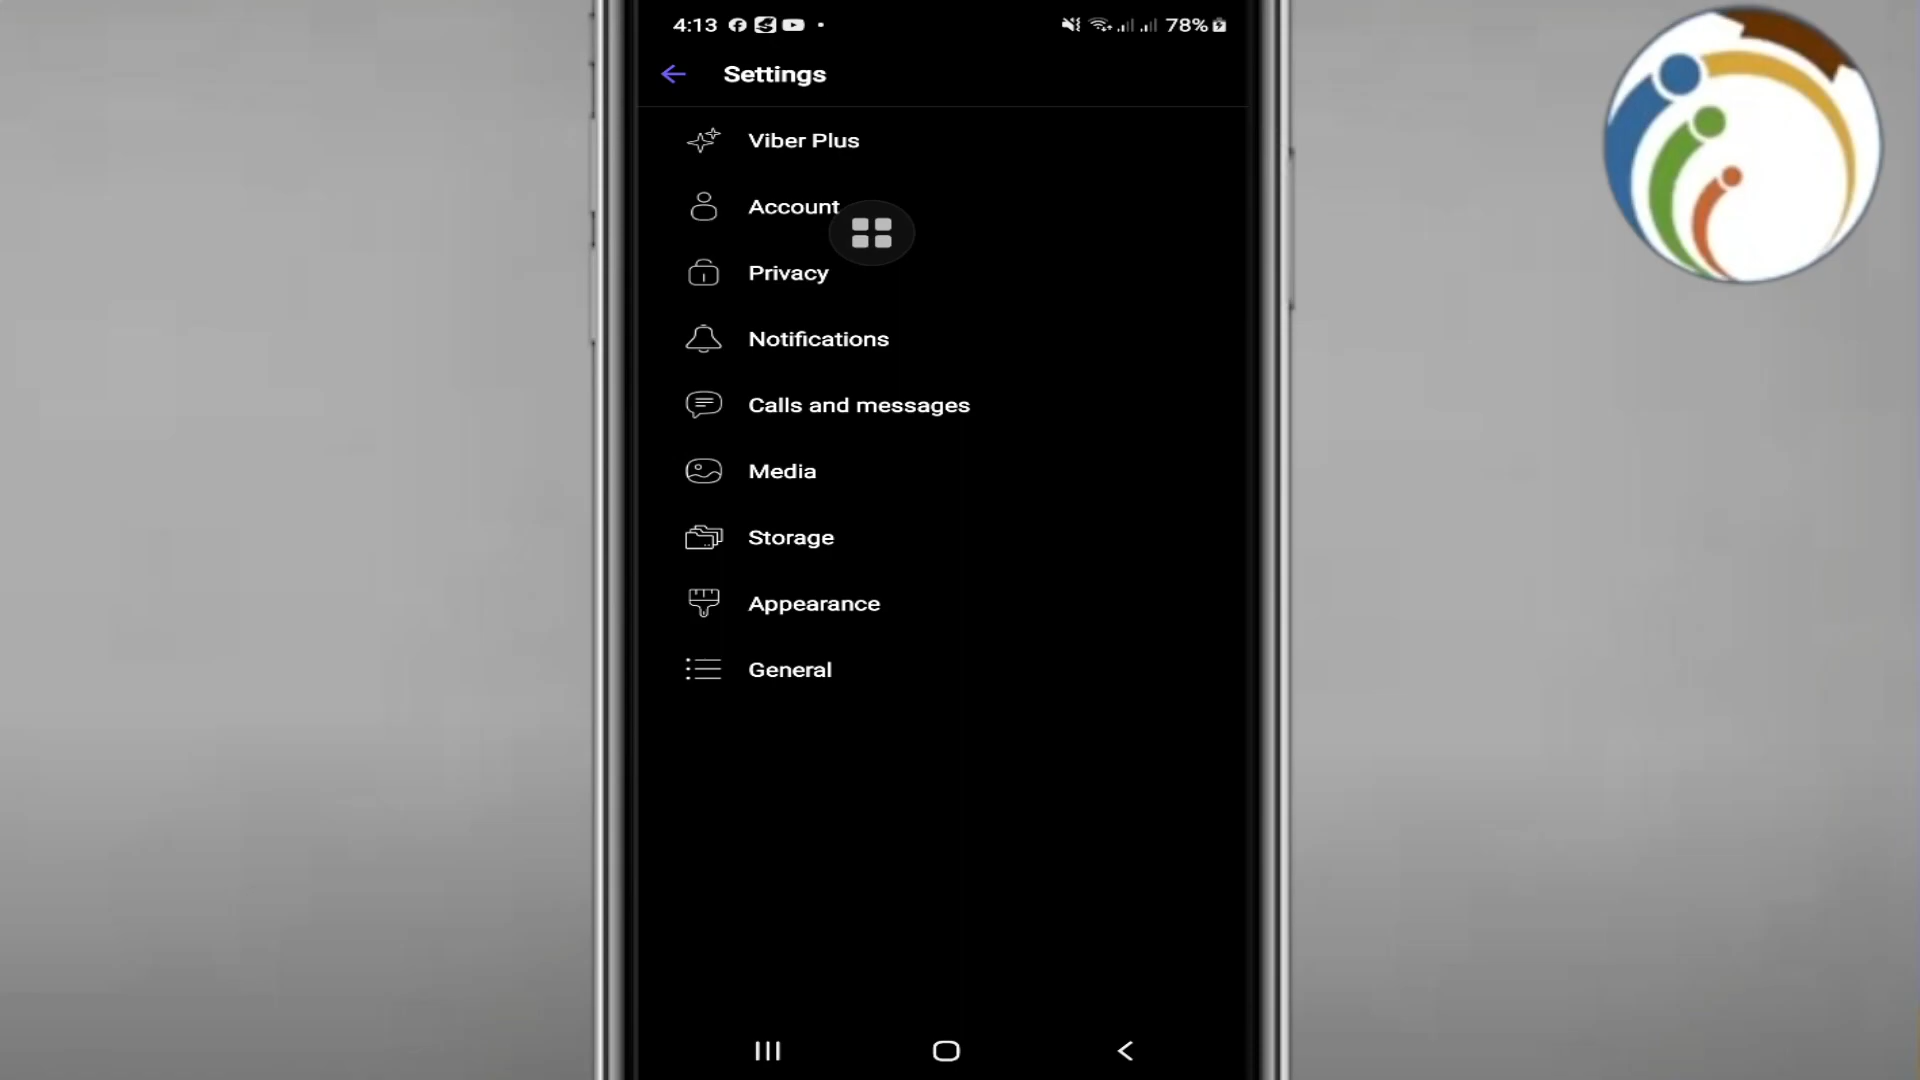 4:13
78%
Settings
Viber Plus
Account
Privacy
Notifications
Calls and messages
Media
Storage
Appearance
General